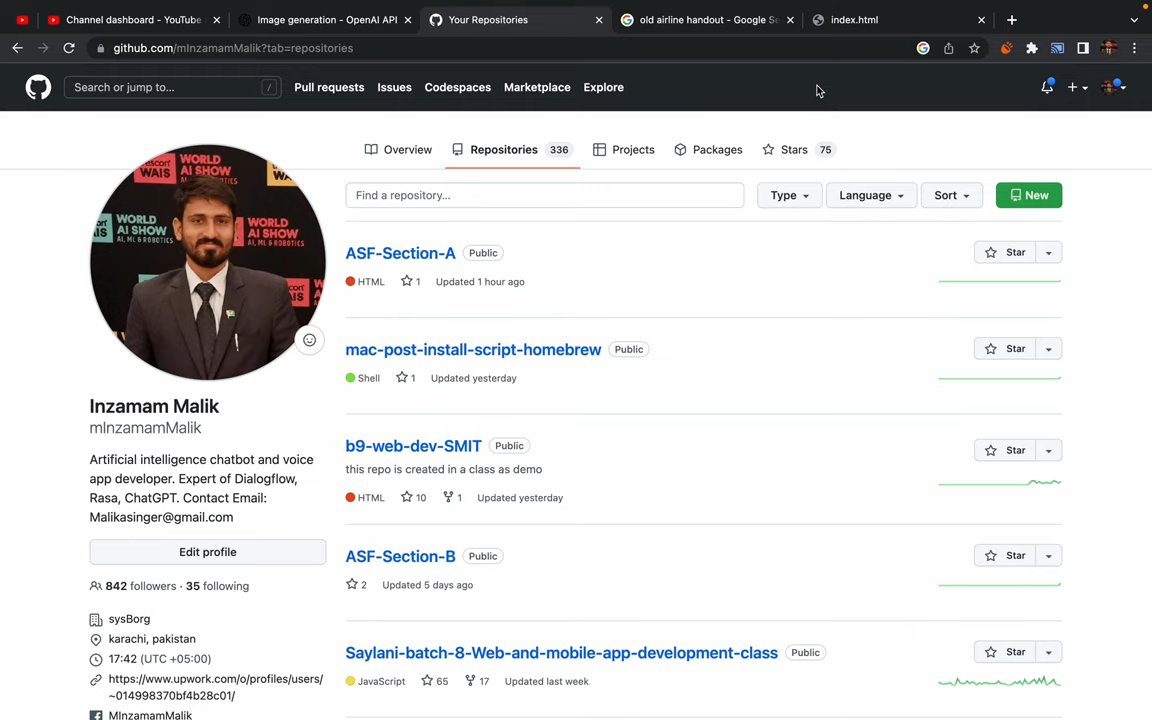 Channel dashboard - YouTube
Image generation - OpenAI API
Your Repositories
old airline handout - Google Se
index.html
github.com/mInzamamMalik?tab=repositories
Search or jump to...
/
Pull requests
Issues
Codespaces
Marketplace
Explore
Overview
Repositories 336
Projects
Packages
Stars 75
WORLD
AI SHOW
AI, ML & ROBOTICS
Find a repository...
Type
Language
Sort
New
ASF-Section-A Public
Star
HTML 1 Updated 1 hour ago
mac-post-install-script-homebrew Public
Star
Shell 1 Updated yesterday
b9-web-dev-SMIT Public
this repo is created in a class as demo
Star
HTML 10 1 Updated yesterday
ASF-Section-B Public
Star
2 Updated 5 days ago
Saylani-batch-8-Web-and-mobile-app-development-class Public
Star
JavaScript 65 17 Updated last week
Inzamam Malik
mInzamamMalik
Artificial intelligence chatbot and voice
app developer. Expert of Dialogflow,
Rasa, ChatGPT. Contact Email:
Malikasinger@gmail.com
Edit profile
842 followers · 35 following
sysBorg
karachi, pakistan
17:42 (UTC +05:00)
https://www.upwork.com/o/profiles/users/
~014998370bf4b28c01/
MInzamamMalik